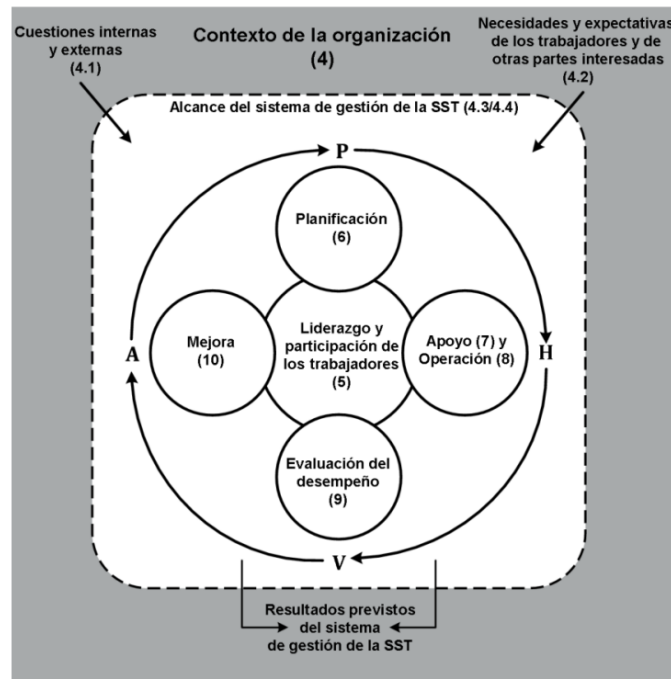 Cuestiones internas
y externas
(4.1)
Contexto de la organización
(4)
Necesidades y expectativas
de los trabajadores y de
otras partes interesadas
(4.2)
Alcance del sistema de gestión de la SST (4.3/4.4)
P
Planificación
(6)
A
Mejora
(10)
Liderazgo y
participación de
los trabajadores
(5)
Apoyo (7) y
Operación (8)
H
Evaluación del
desempeño
(9)
V
Resultados previstos
del sistema
de gestión de la SST